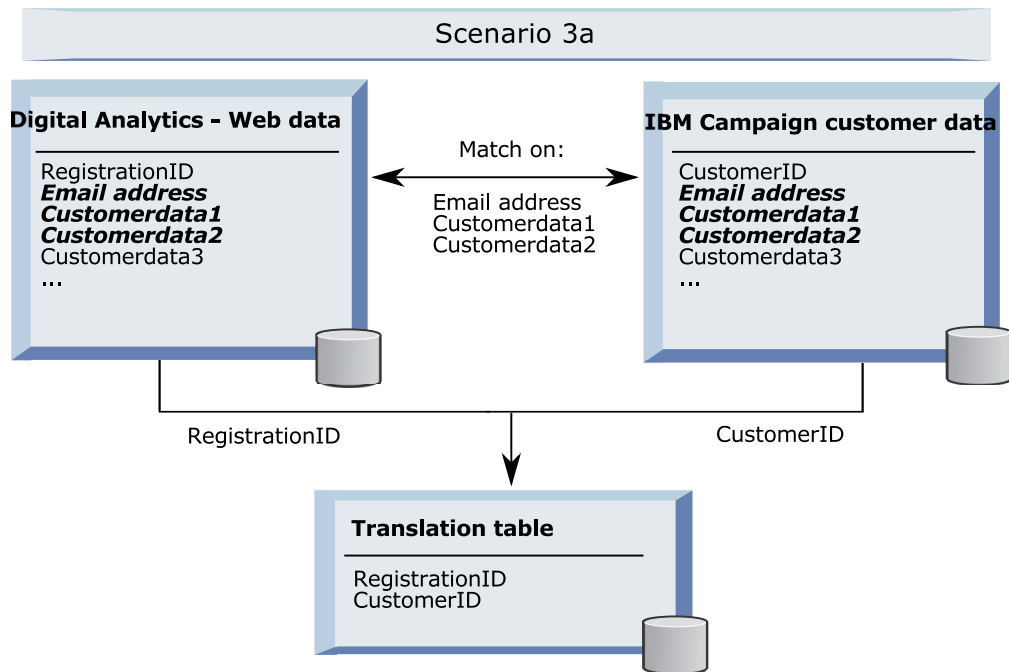 Scenario 3a
Digital Analytics - Web data
RegistrationID
Email address
Customerdata1
Customerdata2
Customerdata3
...
Match on:
Email address
Customerdata1
Customerdata2
IBM Campaign customer data
CustomerID
Email address
Customerdata1
Customerdata2
Customerdata3
...
RegistrationID
CustomerID
Translation table
RegistrationID
CustomerID